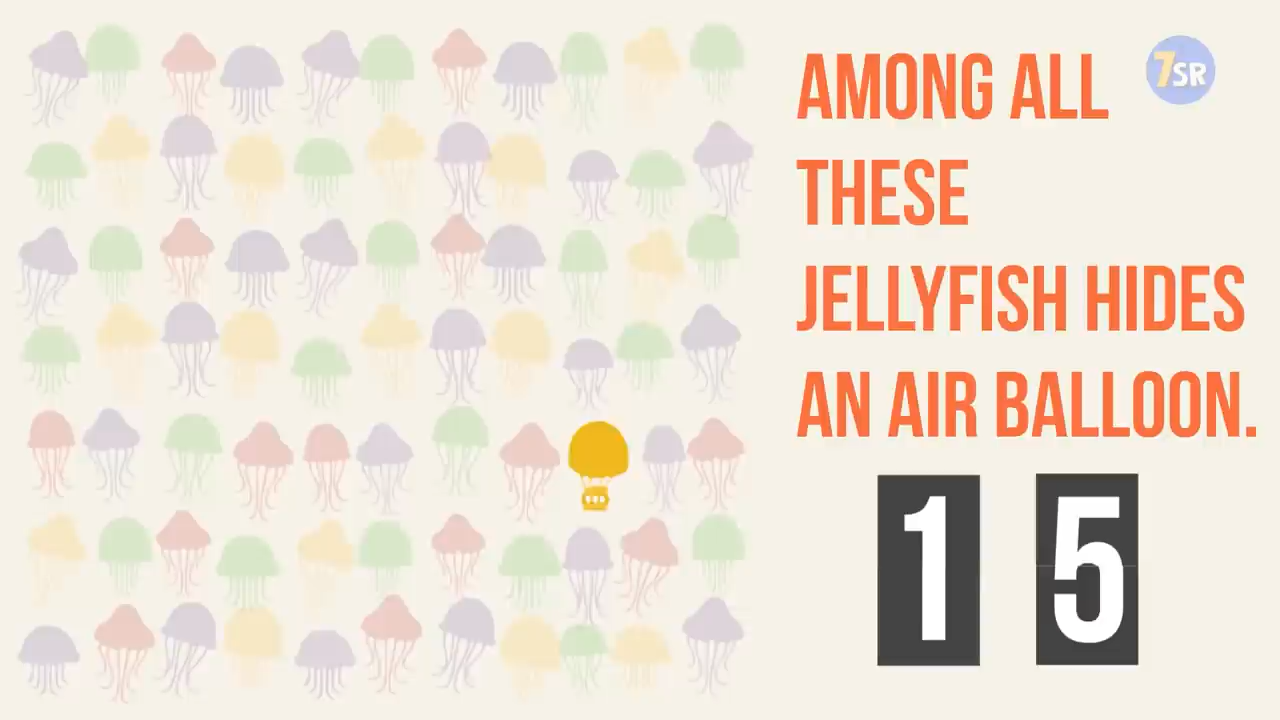 AMONG ALL
7SR
THESE
JELLYFISH HIDES
AN AIR BALLOON.
15